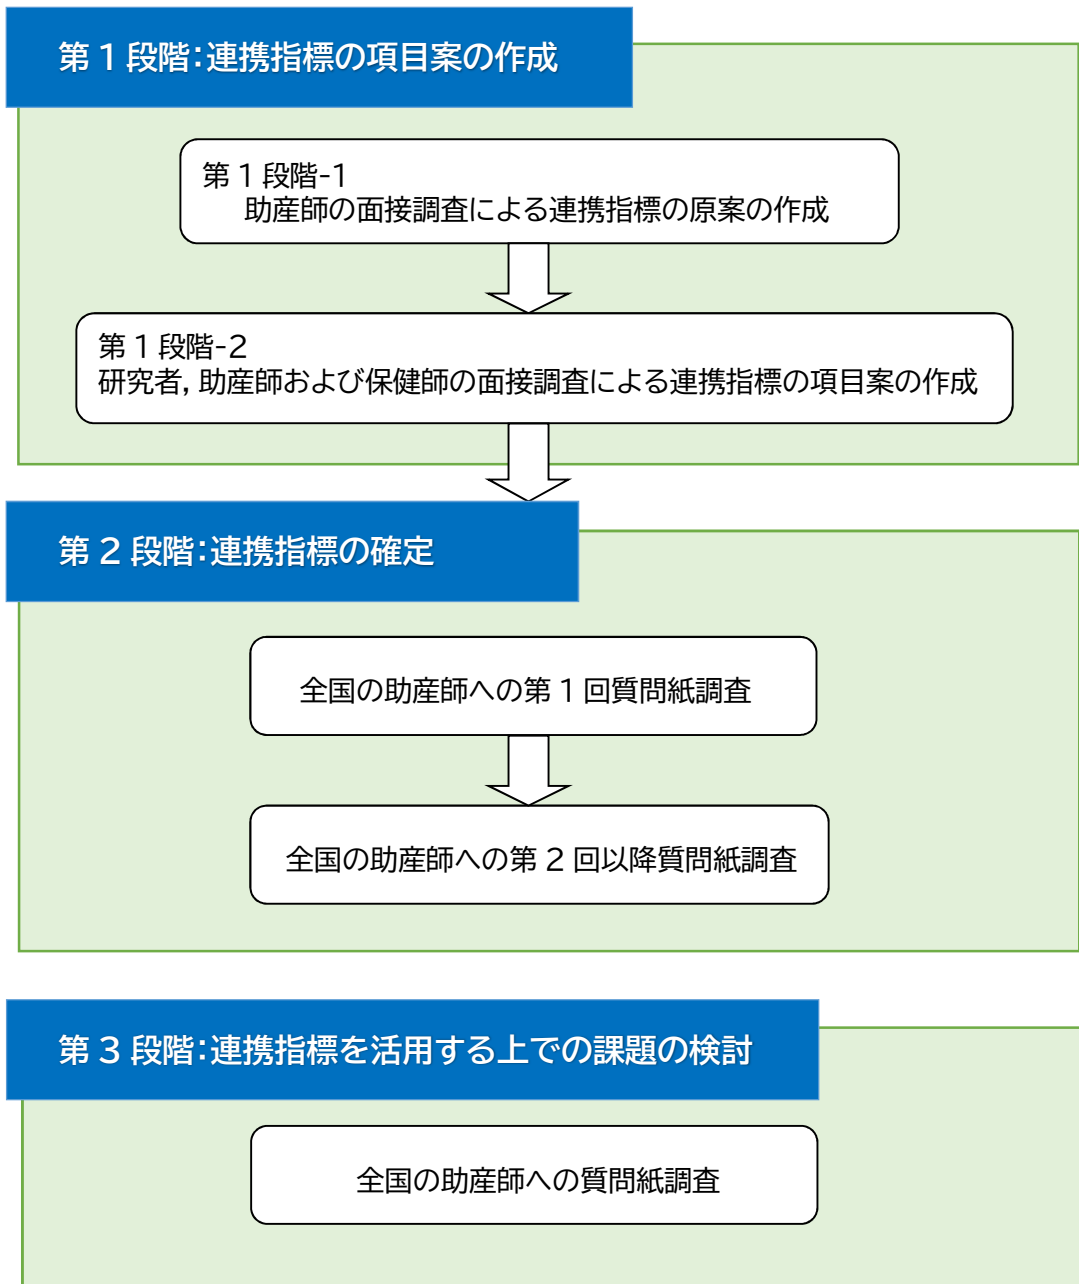 第1段階:連携指標の項目案の作成
第1段階-1
助産師の面接調査による連携指標の原案の作成
第1段階-2
研究者,助産師および保健師の面接調査による連携指標の項目案の作成
第2段階:連携指標の確定
全国の助産師への第1回質問紙調査
全国の助産師への第2回以降質問紙調査
第3段階:連携指標を活用する上での課題の検討
全国の助産師への質問紙調査